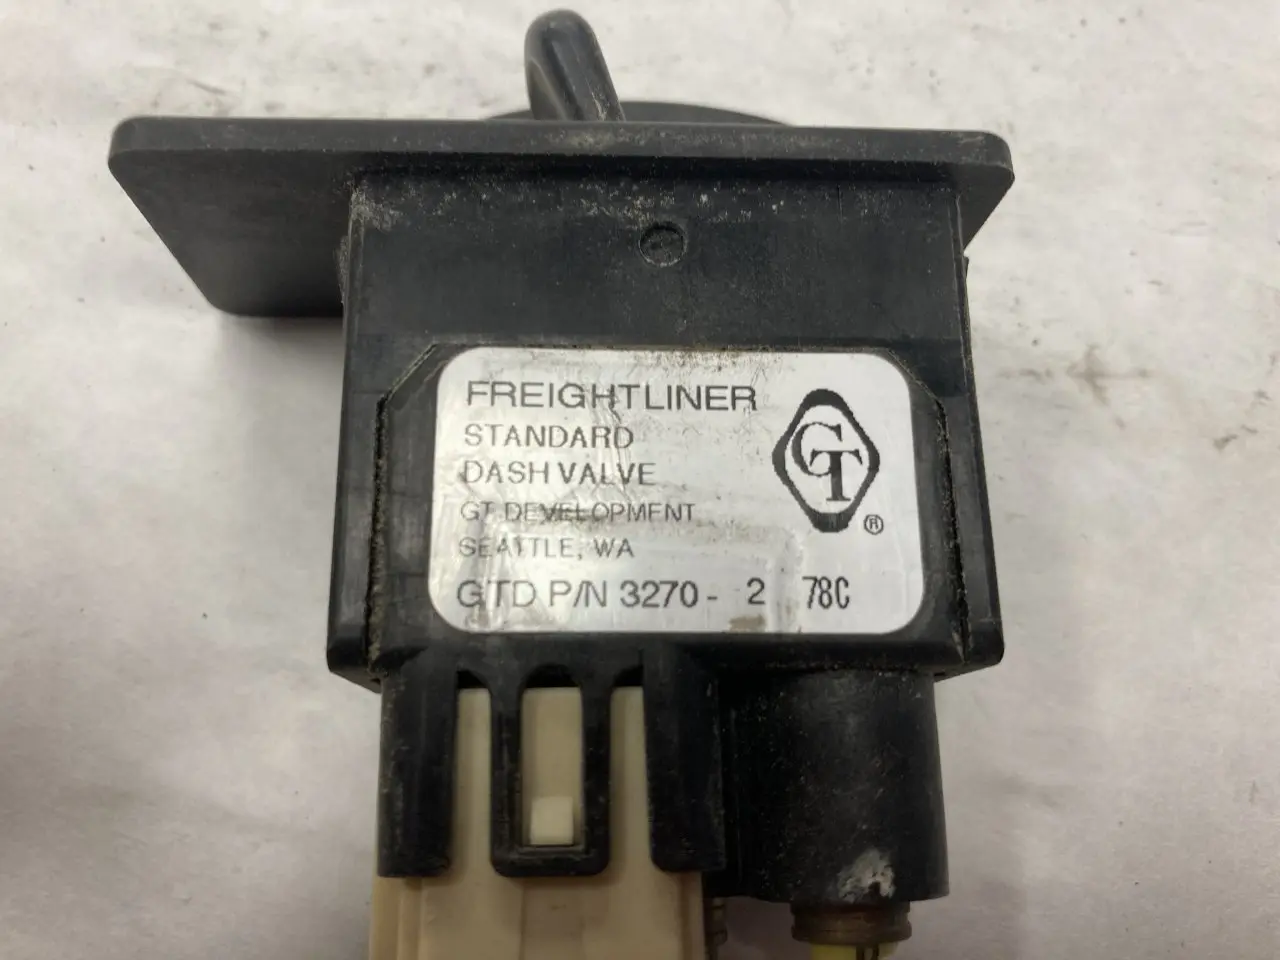 FREIGHTLINER
STANDARD
DASH VALVE
GT DEVELOPMENT
SEATTLE, WA
GTD P/N 3270 - 2 78C
GT
®